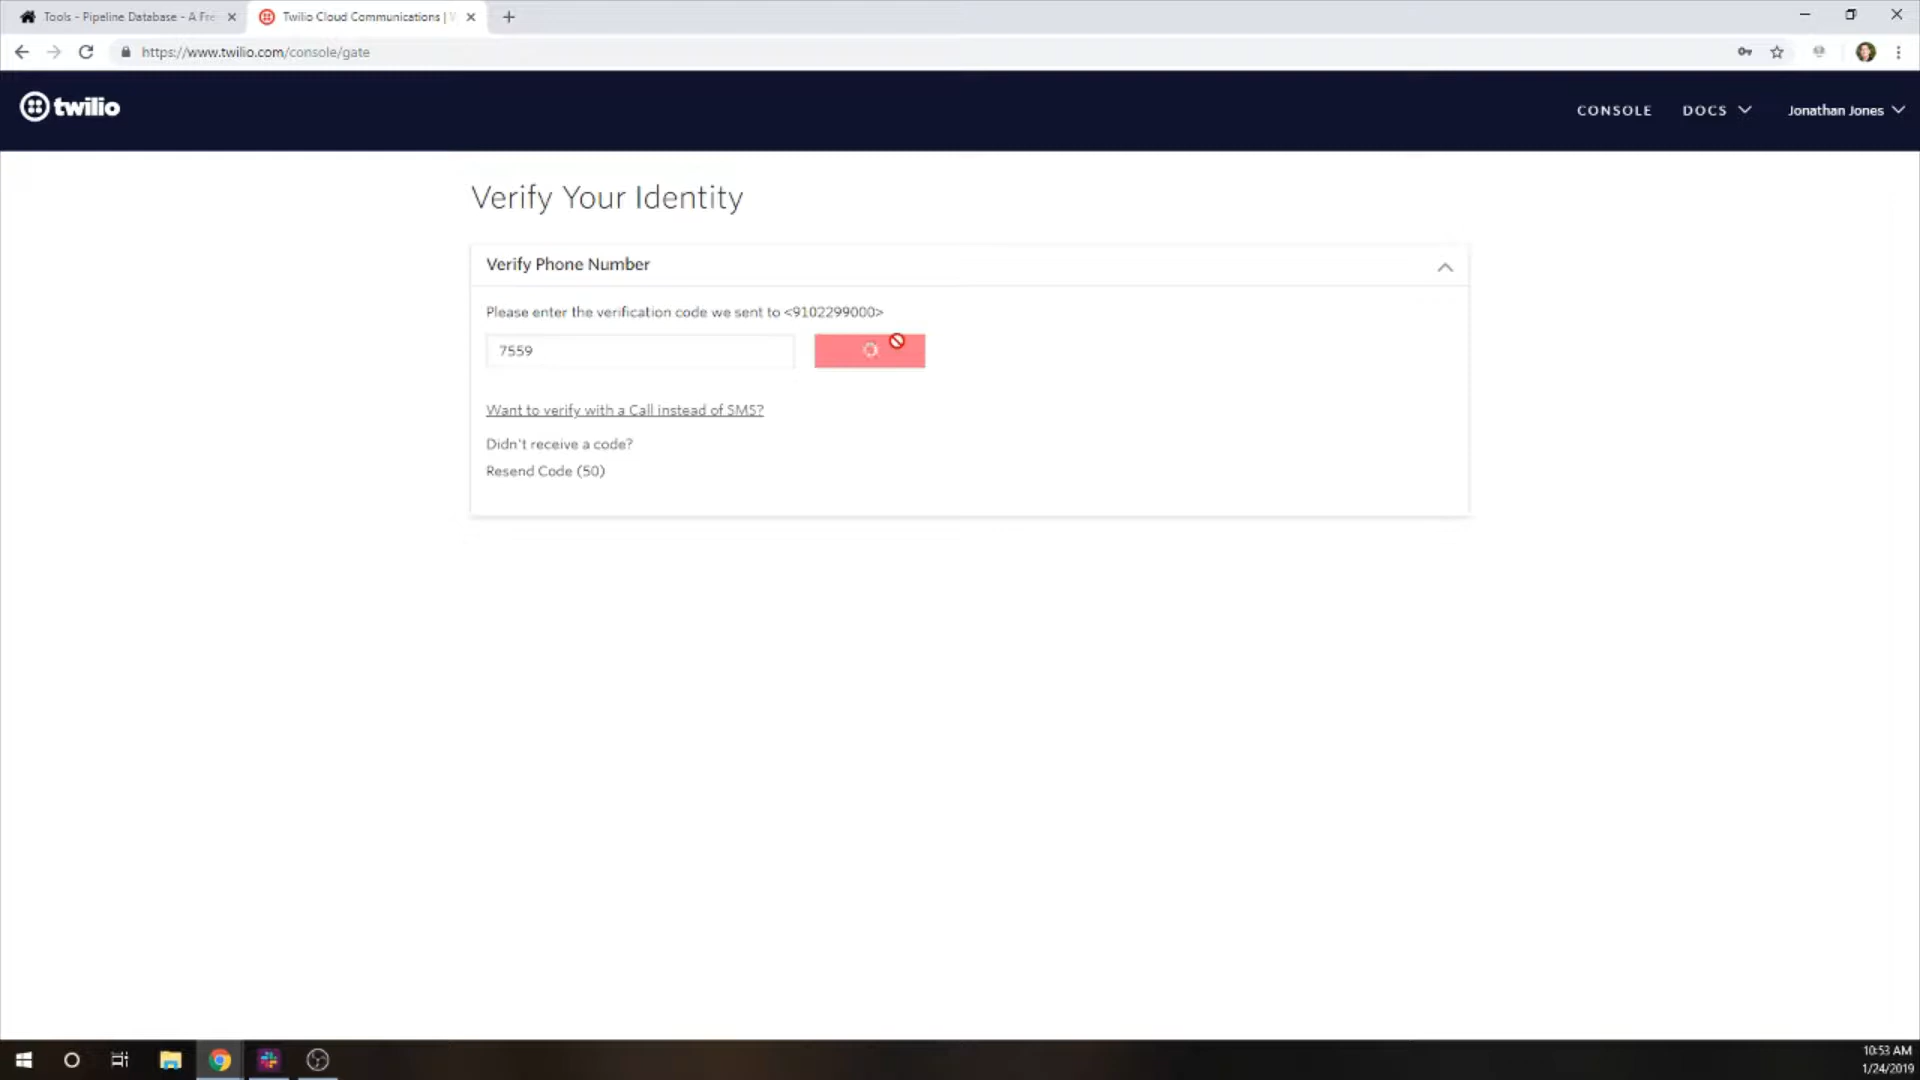 Tools - Pipeline Database - A Fre
Twilio Cloud Communications | V
https://www.twilio.com/console/gate
twilio
CONSOLE
DOCS
Jonathan Jones
Verify Your Identity
Verify Phone Number
Please enter the verification code we sent to <9102299000>
7559
Want to verify with a Call instead of SMS?
Didn't receive a code?
Resend Code (50)
10:53 AM
1/24/2019